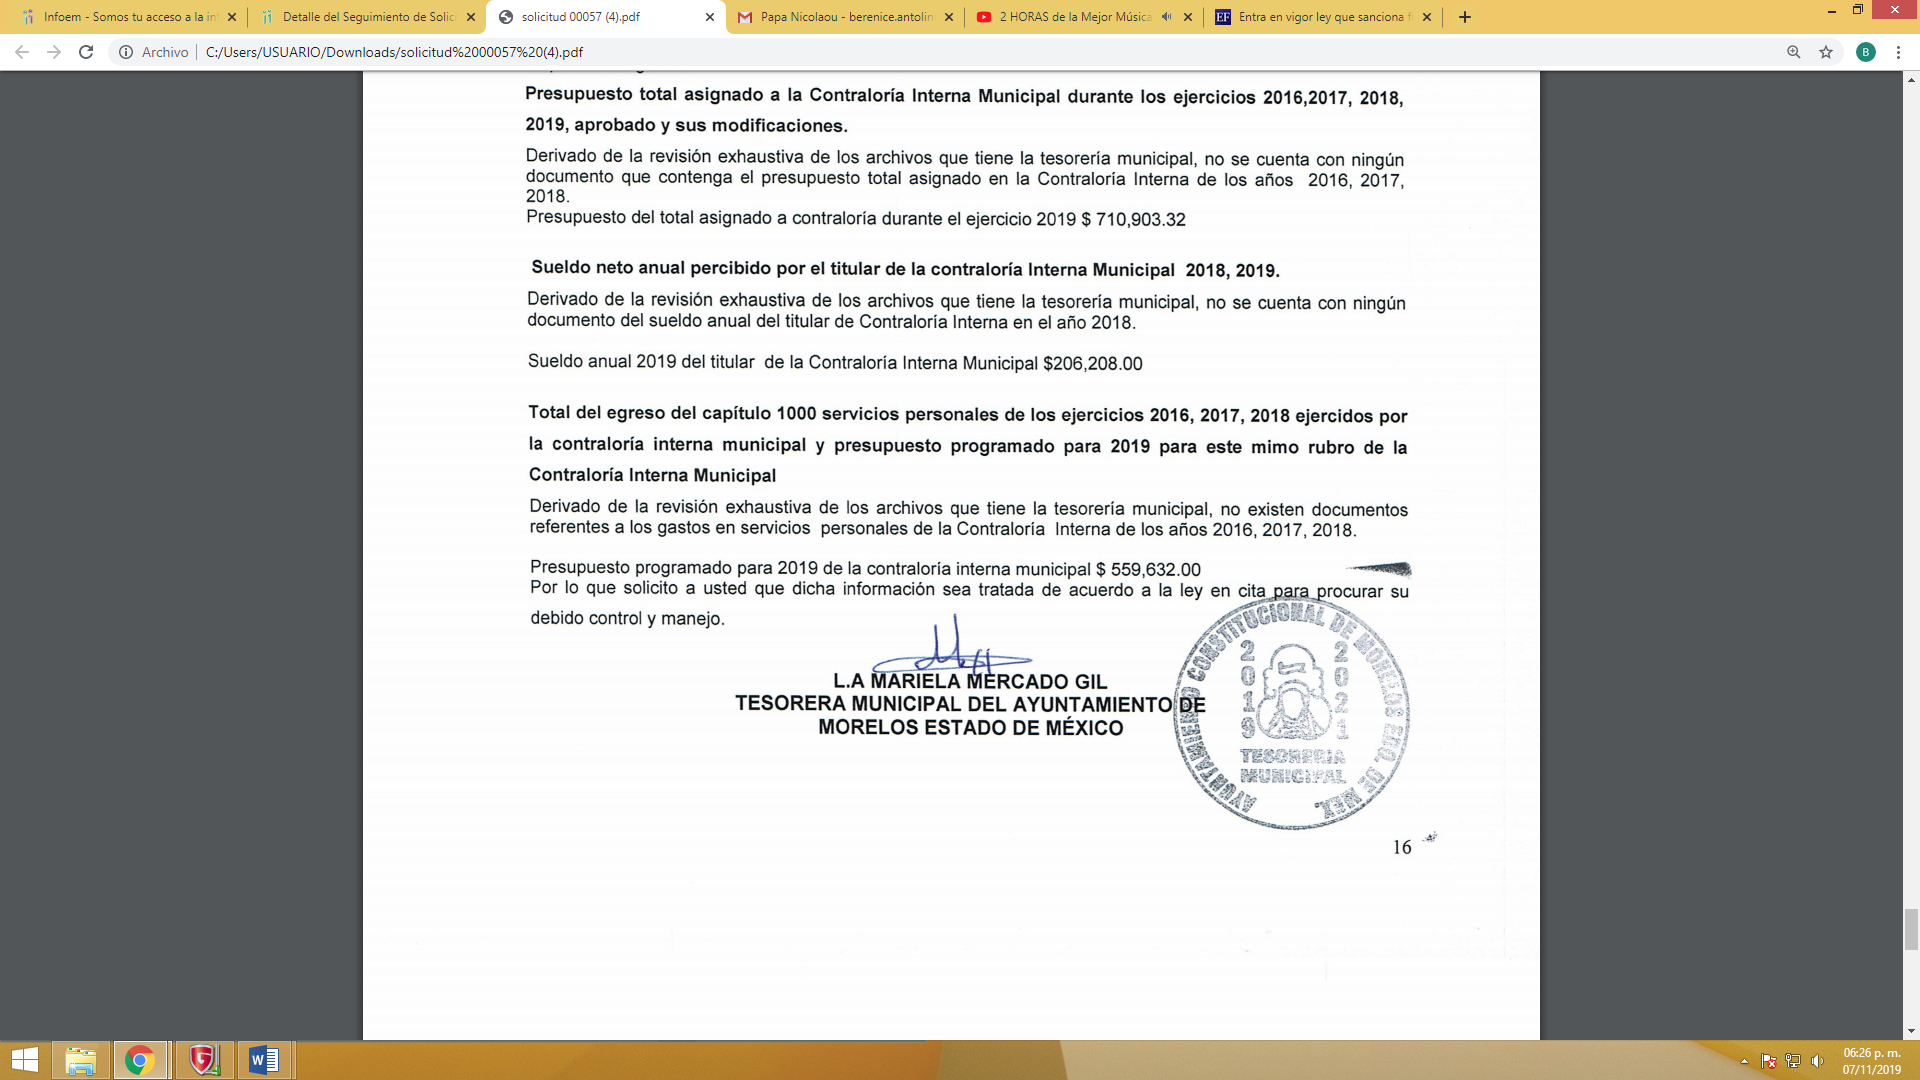 Infoem - Somos tu acceso a la in
Detalle del Seguimiento de Solici
solicitud 00057 (4).pdf
Papa Nicolaou - berenice.antolin
2 HORAS de la Mejor Música
EF Entra en vigor ley que sanciona f
Archivo C:/Users/USUARIO/Downloads/solicitud%2000057%20(4).pdf
B
Presupuesto total asignado a la Contraloría Interna Municipal durante los ejercicios 2016,2017, 2018,
2019, aprobado y sus modificaciones.
Derivado de la revisión exhaustiva de los archivos que tiene la tesorería municipal, no se cuenta con ningún
documento que contenga el presupuesto total asignado en la Contraloría Interna de los años 2016, 2017,
2018.
Presupuesto del total asignado a contraloría durante el ejercicio 2019 $ 710,903.32
Sueldo neto anual percibido por el titular de la contraloría Interna Municipal 2018, 2019.
Derivado de la revisión exhaustiva de los archivos que tiene la tesorería municipal, no se cuenta con ningún
documento del sueldo anual del titular de Contraloría Interna en el año 2018.
Sueldo anual 2019 del titular de la Contraloría Interna Municipal $206,208.00
Total del egreso del capítulo 1000 servicios personales de los ejercicios 2016, 2017, 2018 ejercidos por
la contraloría interna municipal y presupuesto programado para 2019 para este mimo rubro de la
Contraloría Interna Municipal
Derivado de la revisión exhaustiva de los archivos que tiene la tesorería municipal, no existen documentos
referentes a los gastos en servicios personales de la Contraloría Interna de los años 2016, 2017, 2018.
Presupuesto programado para 2019 de la contraloría interna municipal $ 559,632.00
Por lo que solicito a usted que dicha información sea tratada de acuerdo a la ley en cita para procurar su
debido control y manejo.
L.A MARIELA MERCADO GIL
TESORERA MUNICIPAL DEL AYUNTAMIENTO DE
MORELOS ESTADO DE MÉXICO
AYUNTAMIENTO CONSTITUCIONAL DE MORELOS EDO. DE MEX.
2019
2021
TESORERIA
MUNICIPAL
16
06:26 p. m.
07/11/2019